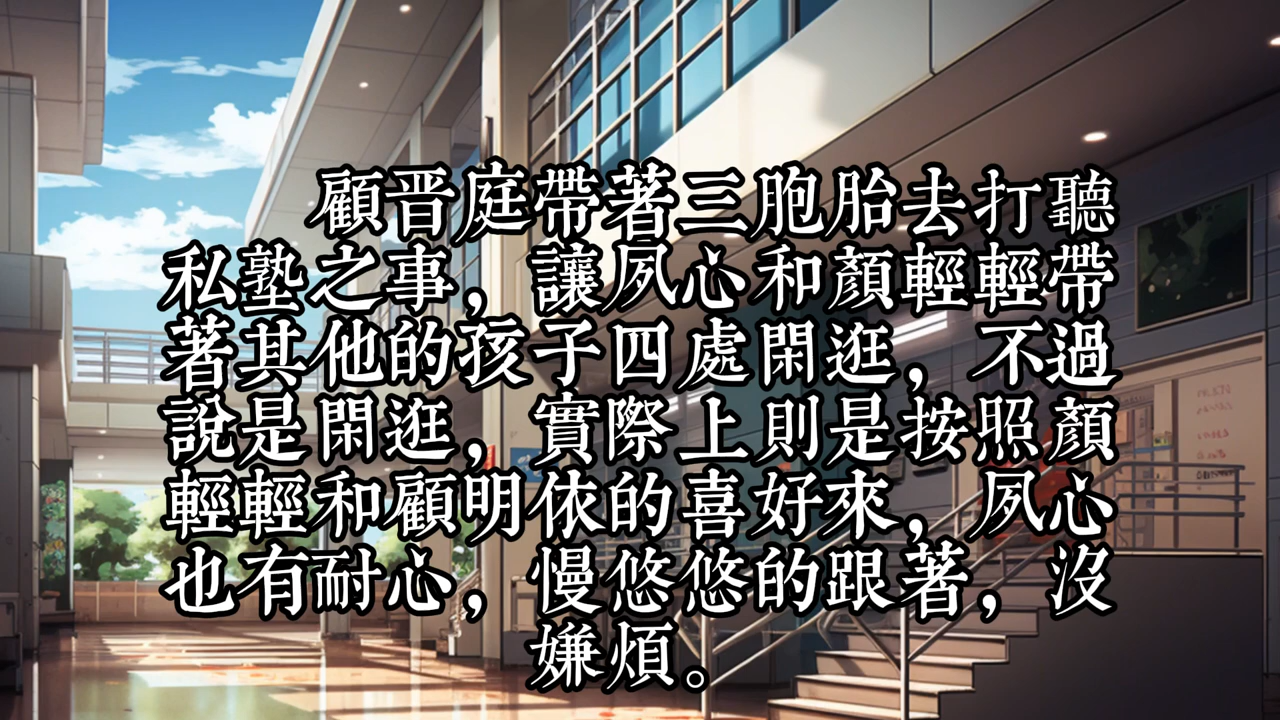 顧晋庭帶著三胞胎去打聽
私塾之事，讓夙心和顏輕輕帶
著其他的孩子四處閑逛，不過
說是閑逛，實際上則是按照顏
輕輕和顧明依的喜好來，夙心
也有耐心，慢悠悠的跟著，沒
嫌煩。